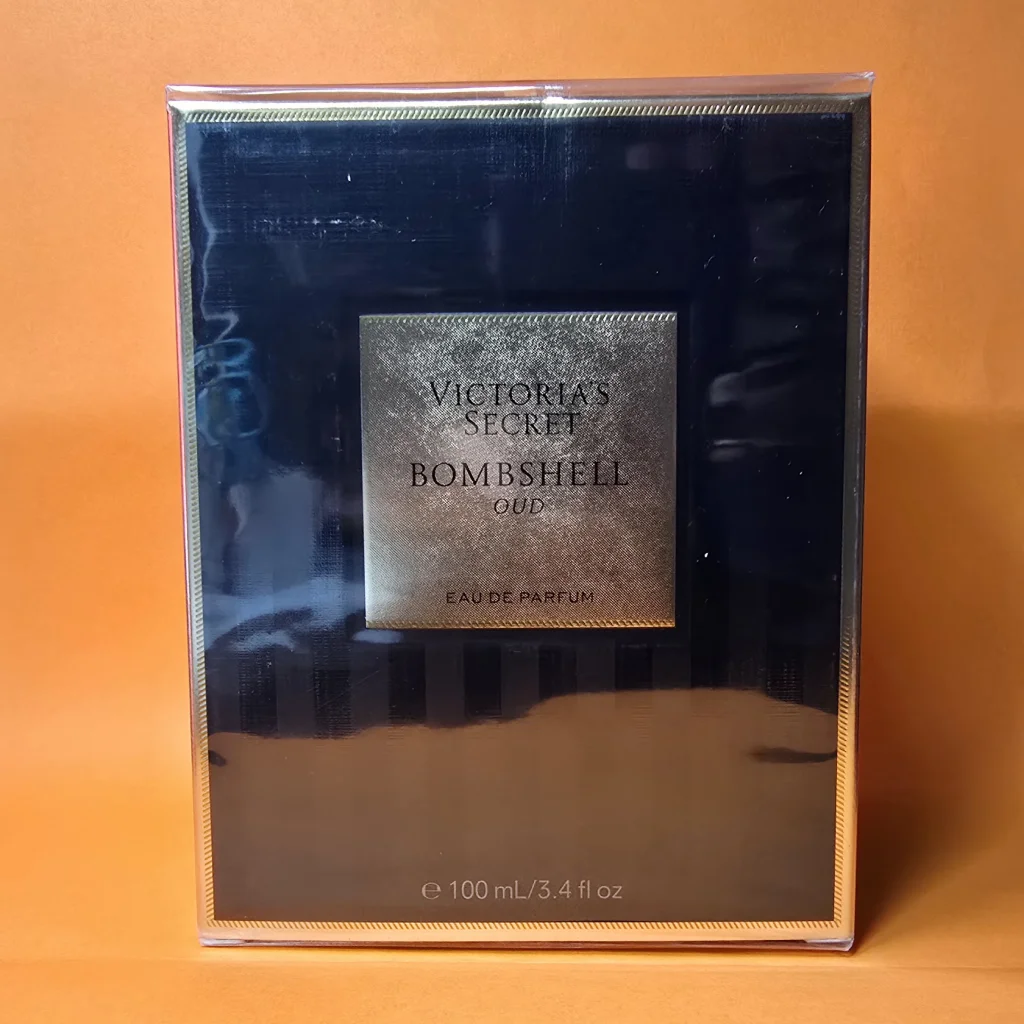 VICTORIA'S
SECRET
BOMBSHELL
OUD
EAU DE PARFUM
℮ 100 mL/3.4 fl oz